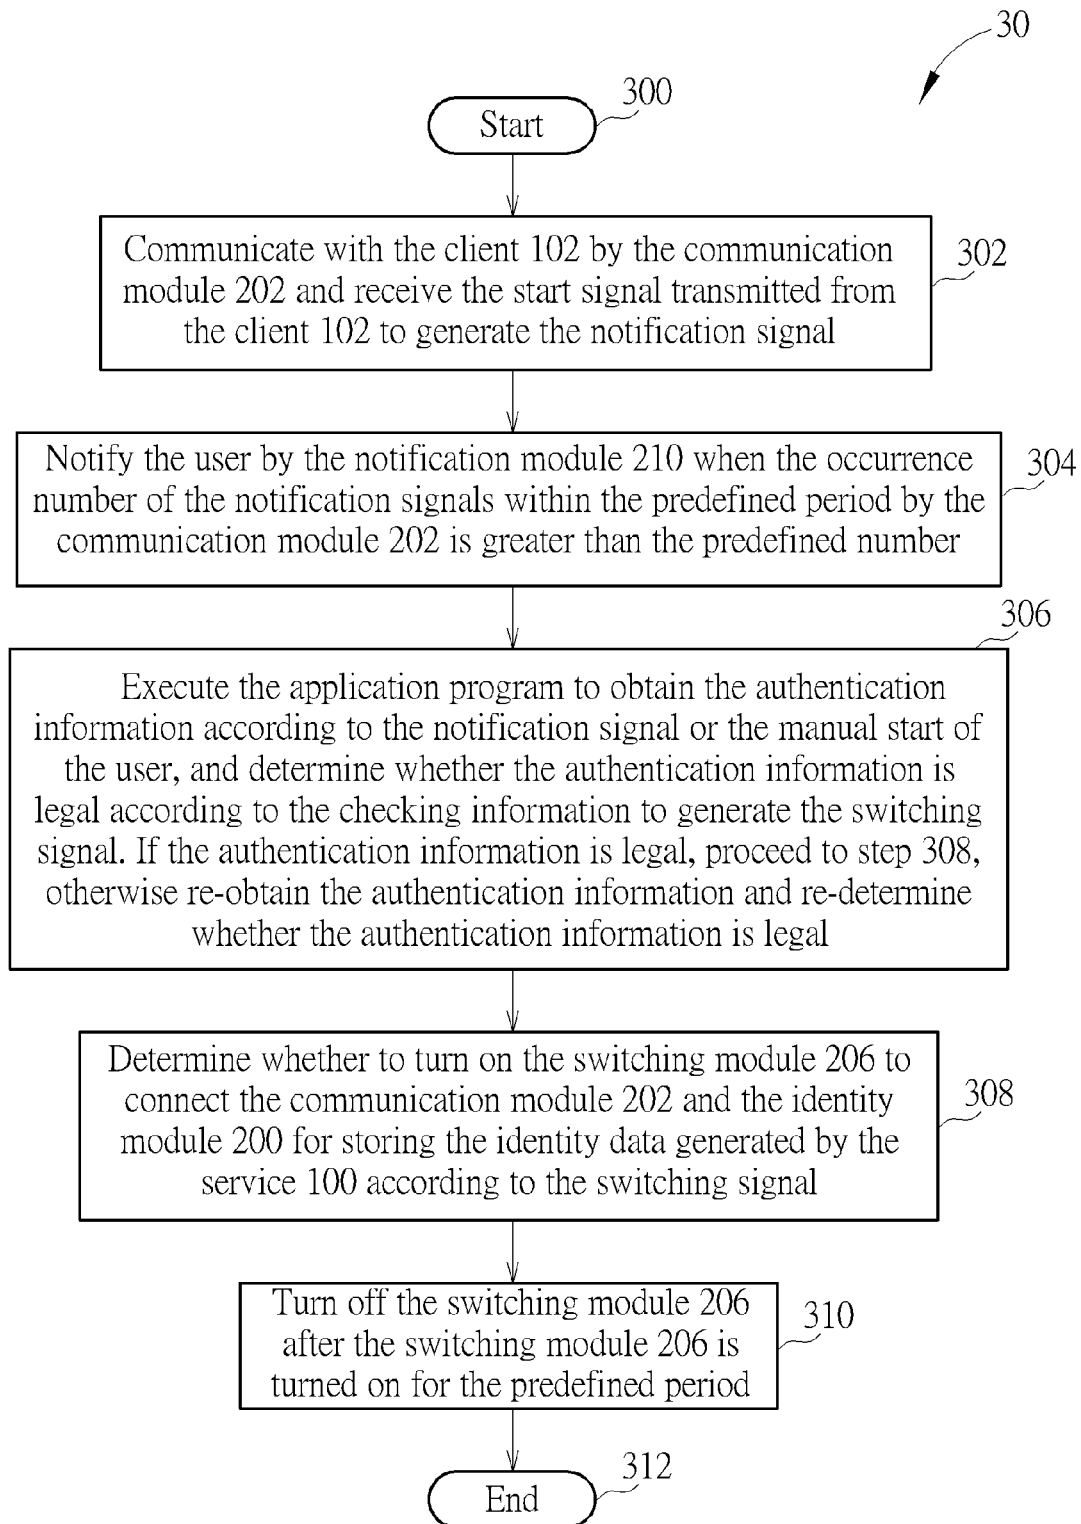 30
300
Start
Communicate with the client 102 by the communication
module 202 and receive the start signal transmitted from
the client 102 to generate the notification signal
302
Notify the user by the notification module 210 when the occurrence
number of the notification signals within the predefined period by the
communication module 202 is greater than the predefined number
304
306
Execute the application program to obtain the authentication
information according to the notification signal or the manual start of
the user, and determine whether the authentication information is
legal according to the checking information to generate the switching
signal. If the authentication information is legal, proceed to step 308,
otherwise re-obtain the authentication information and re-determine
whether the authentication information is legal
Determine whether to turn on the switching module 206 to
connect the communication module 202 and the identity
module 200 for storing the identity data generated by the
service 100 according to the switching signal
308
Turn off the switching module 206
after the switching module 206 is
turned on for the predefined period
310
312
End